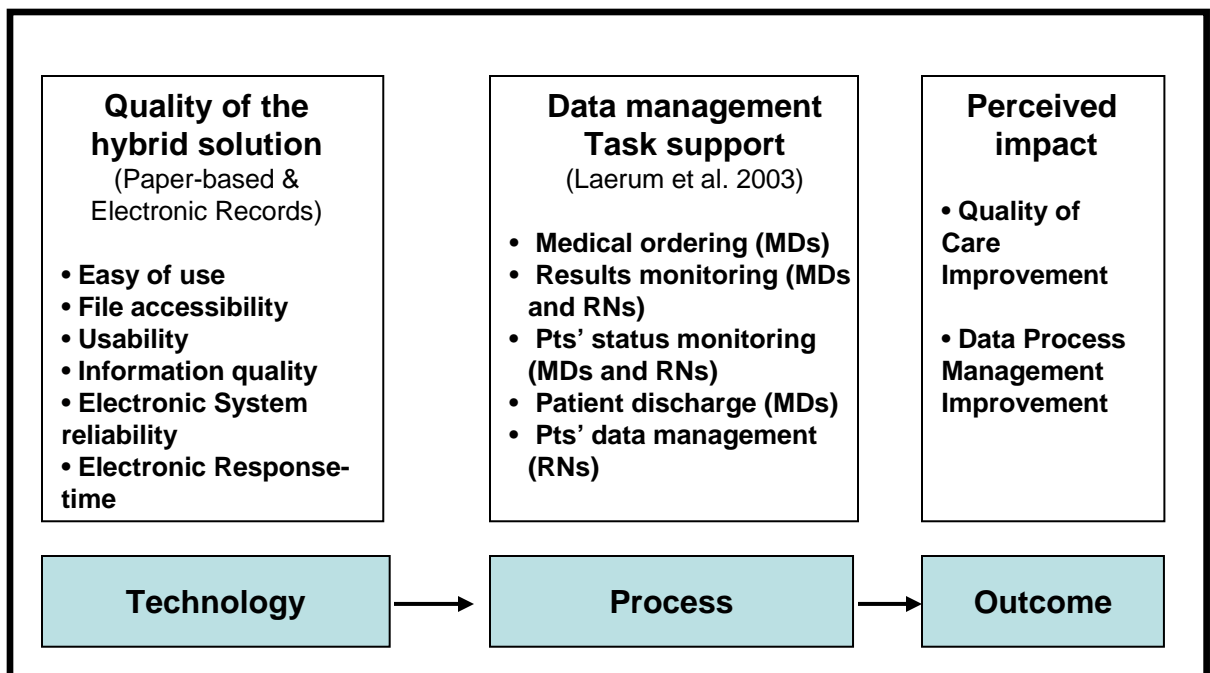 Quality of the
hybrid solution
(Paper-based &
Electronic Records)
• Easy of use
• File accessibility
• Usability
• Information quality
• Electronic System
reliability
• Electronic Response-
time
Data management
Task support
(Laerum et al. 2003)
• Medical ordering (MDs)
• Results monitoring (MDs
and RNs)
• Pts’ status monitoring
(MDs and RNs)
• Patient discharge (MDs)
• Pts’ data management
(RNs)
Perceived
impact
• Quality of
Care
Improvement
• Data Process
Management
Improvement
Technology
Process
Outcome